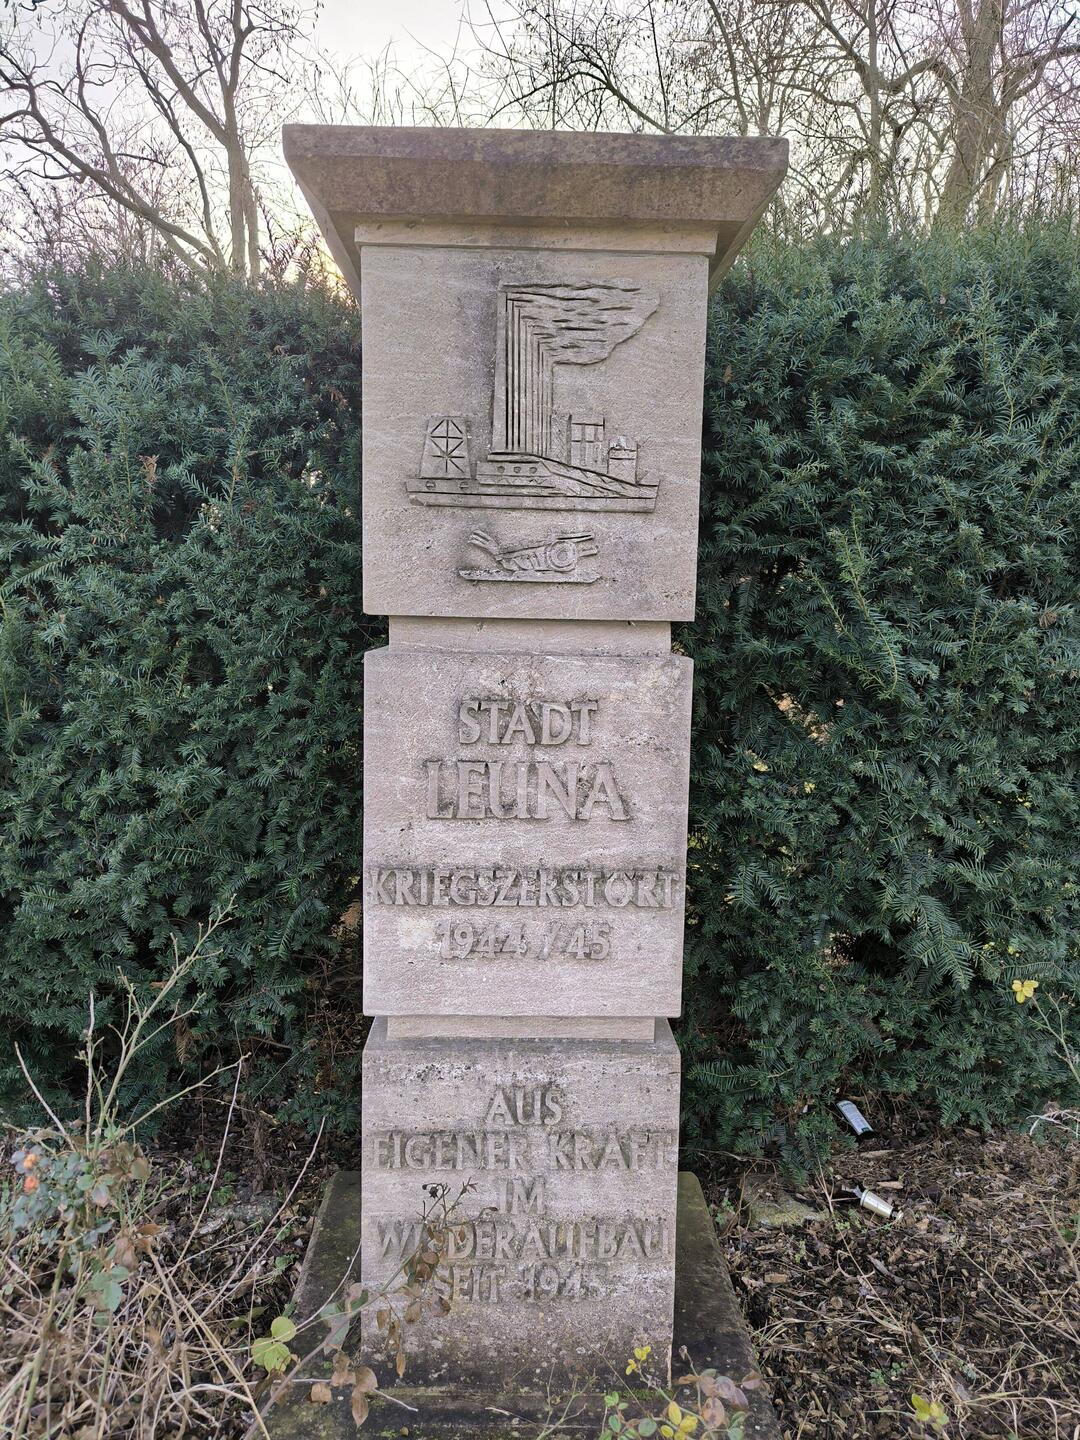 STADT
LEUNA
KRIEGSZERSTÖRT
1944/45
AUS
EIGENER KRAFT
IM
WIEDERAUFBAU
SEIT 1945